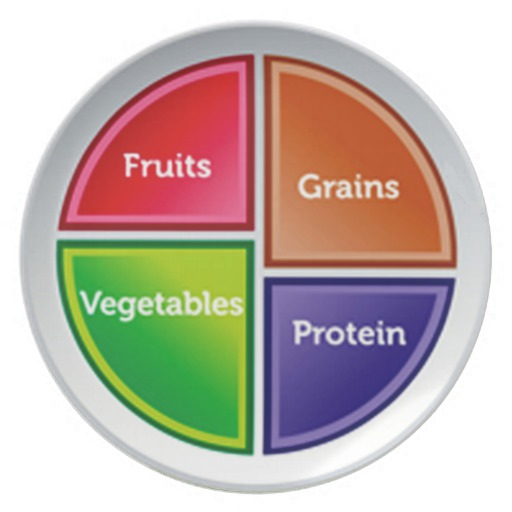 Fruits
Grains
Vegetables
Protein